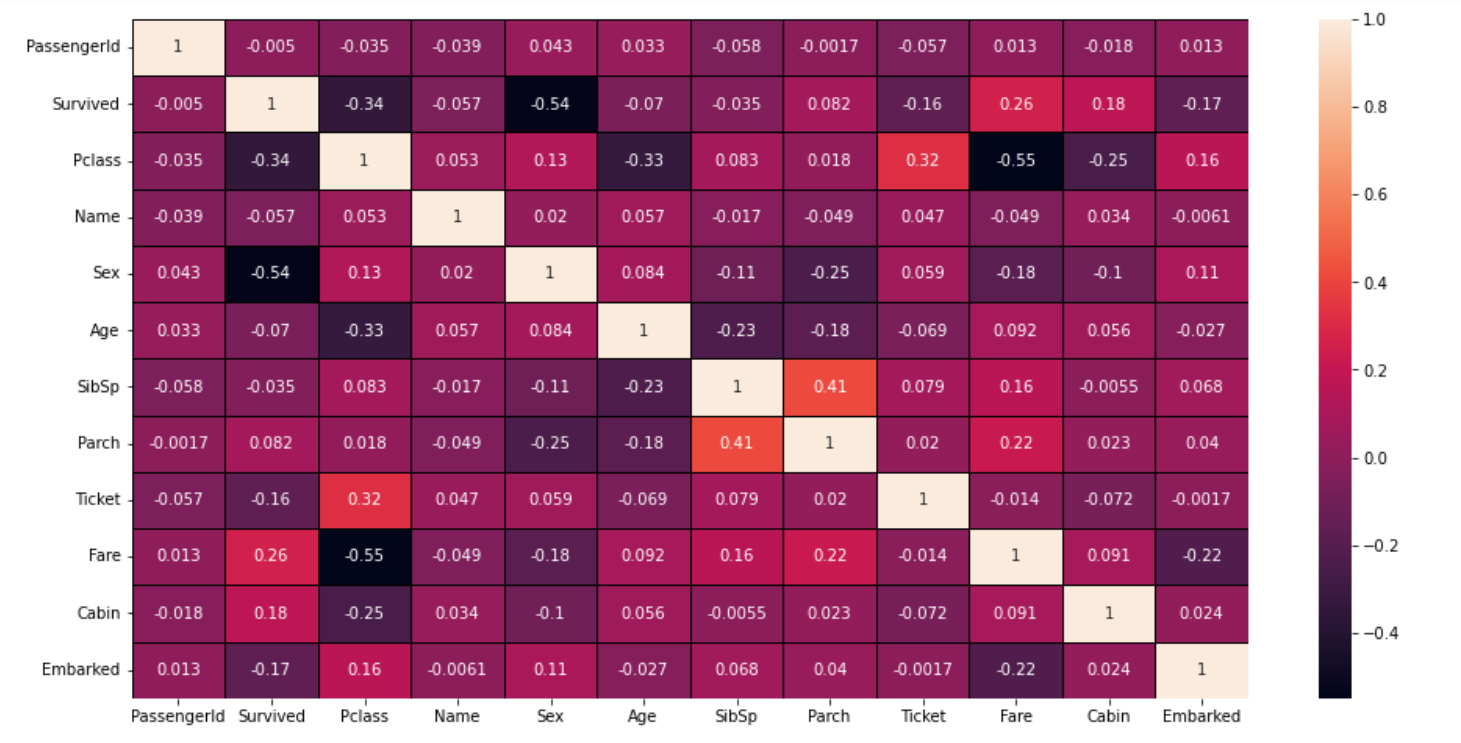 PassengerId 1 -0.005 -0.035 -0.039 0.043 0.033 -0.058 -0.0017 -0.057 0.013 -0.018 0.013
Survived -0.005 1 -0.34 -0.057 -0.54 -0.07 -0.035 0.082 -0.16 0.26 0.18 -0.17
Pclass -0.035 -0.34 1 0.053 0.13 -0.33 0.083 0.018 0.32 -0.55 -0.25 0.16
Name -0.039 -0.057 0.053 1 0.02 0.057 -0.017 -0.049 0.047 -0.049 0.034 -0.0061
Sex 0.043 -0.54 0.13 0.02 1 0.084 -0.11 -0.25 0.059 -0.18 -0.1 0.11
Age 0.033 -0.07 -0.33 0.057 0.084 1 -0.23 -0.18 -0.069 0.092 0.056 -0.027
SibSp -0.058 -0.035 0.083 -0.017 -0.11 -0.23 1 0.41 0.079 0.16 -0.0055 0.068
Parch -0.0017 0.082 0.018 -0.049 -0.25 -0.18 0.41 1 0.02 0.22 0.023 0.04
Ticket -0.057 -0.16 0.32 0.047 0.059 -0.069 0.079 0.02 1 -0.014 -0.072 -0.0017
Fare 0.013 0.26 -0.55 -0.049 -0.18 0.092 0.16 0.22 -0.014 1 0.091 -0.22
Cabin -0.018 0.18 -0.25 0.034 -0.1 0.056 -0.0055 0.023 -0.072 0.091 1 0.024
Embarked 0.013 -0.17 0.16 -0.0061 0.11 -0.027 0.068 0.04 -0.0017 -0.22 0.024 1
PassengerId Survived Pclass Name Sex Age SibSp Parch Ticket Fare Cabin Embarked
1.0
0.8
0.6
0.4
0.2
0.0
−0.2
−0.4